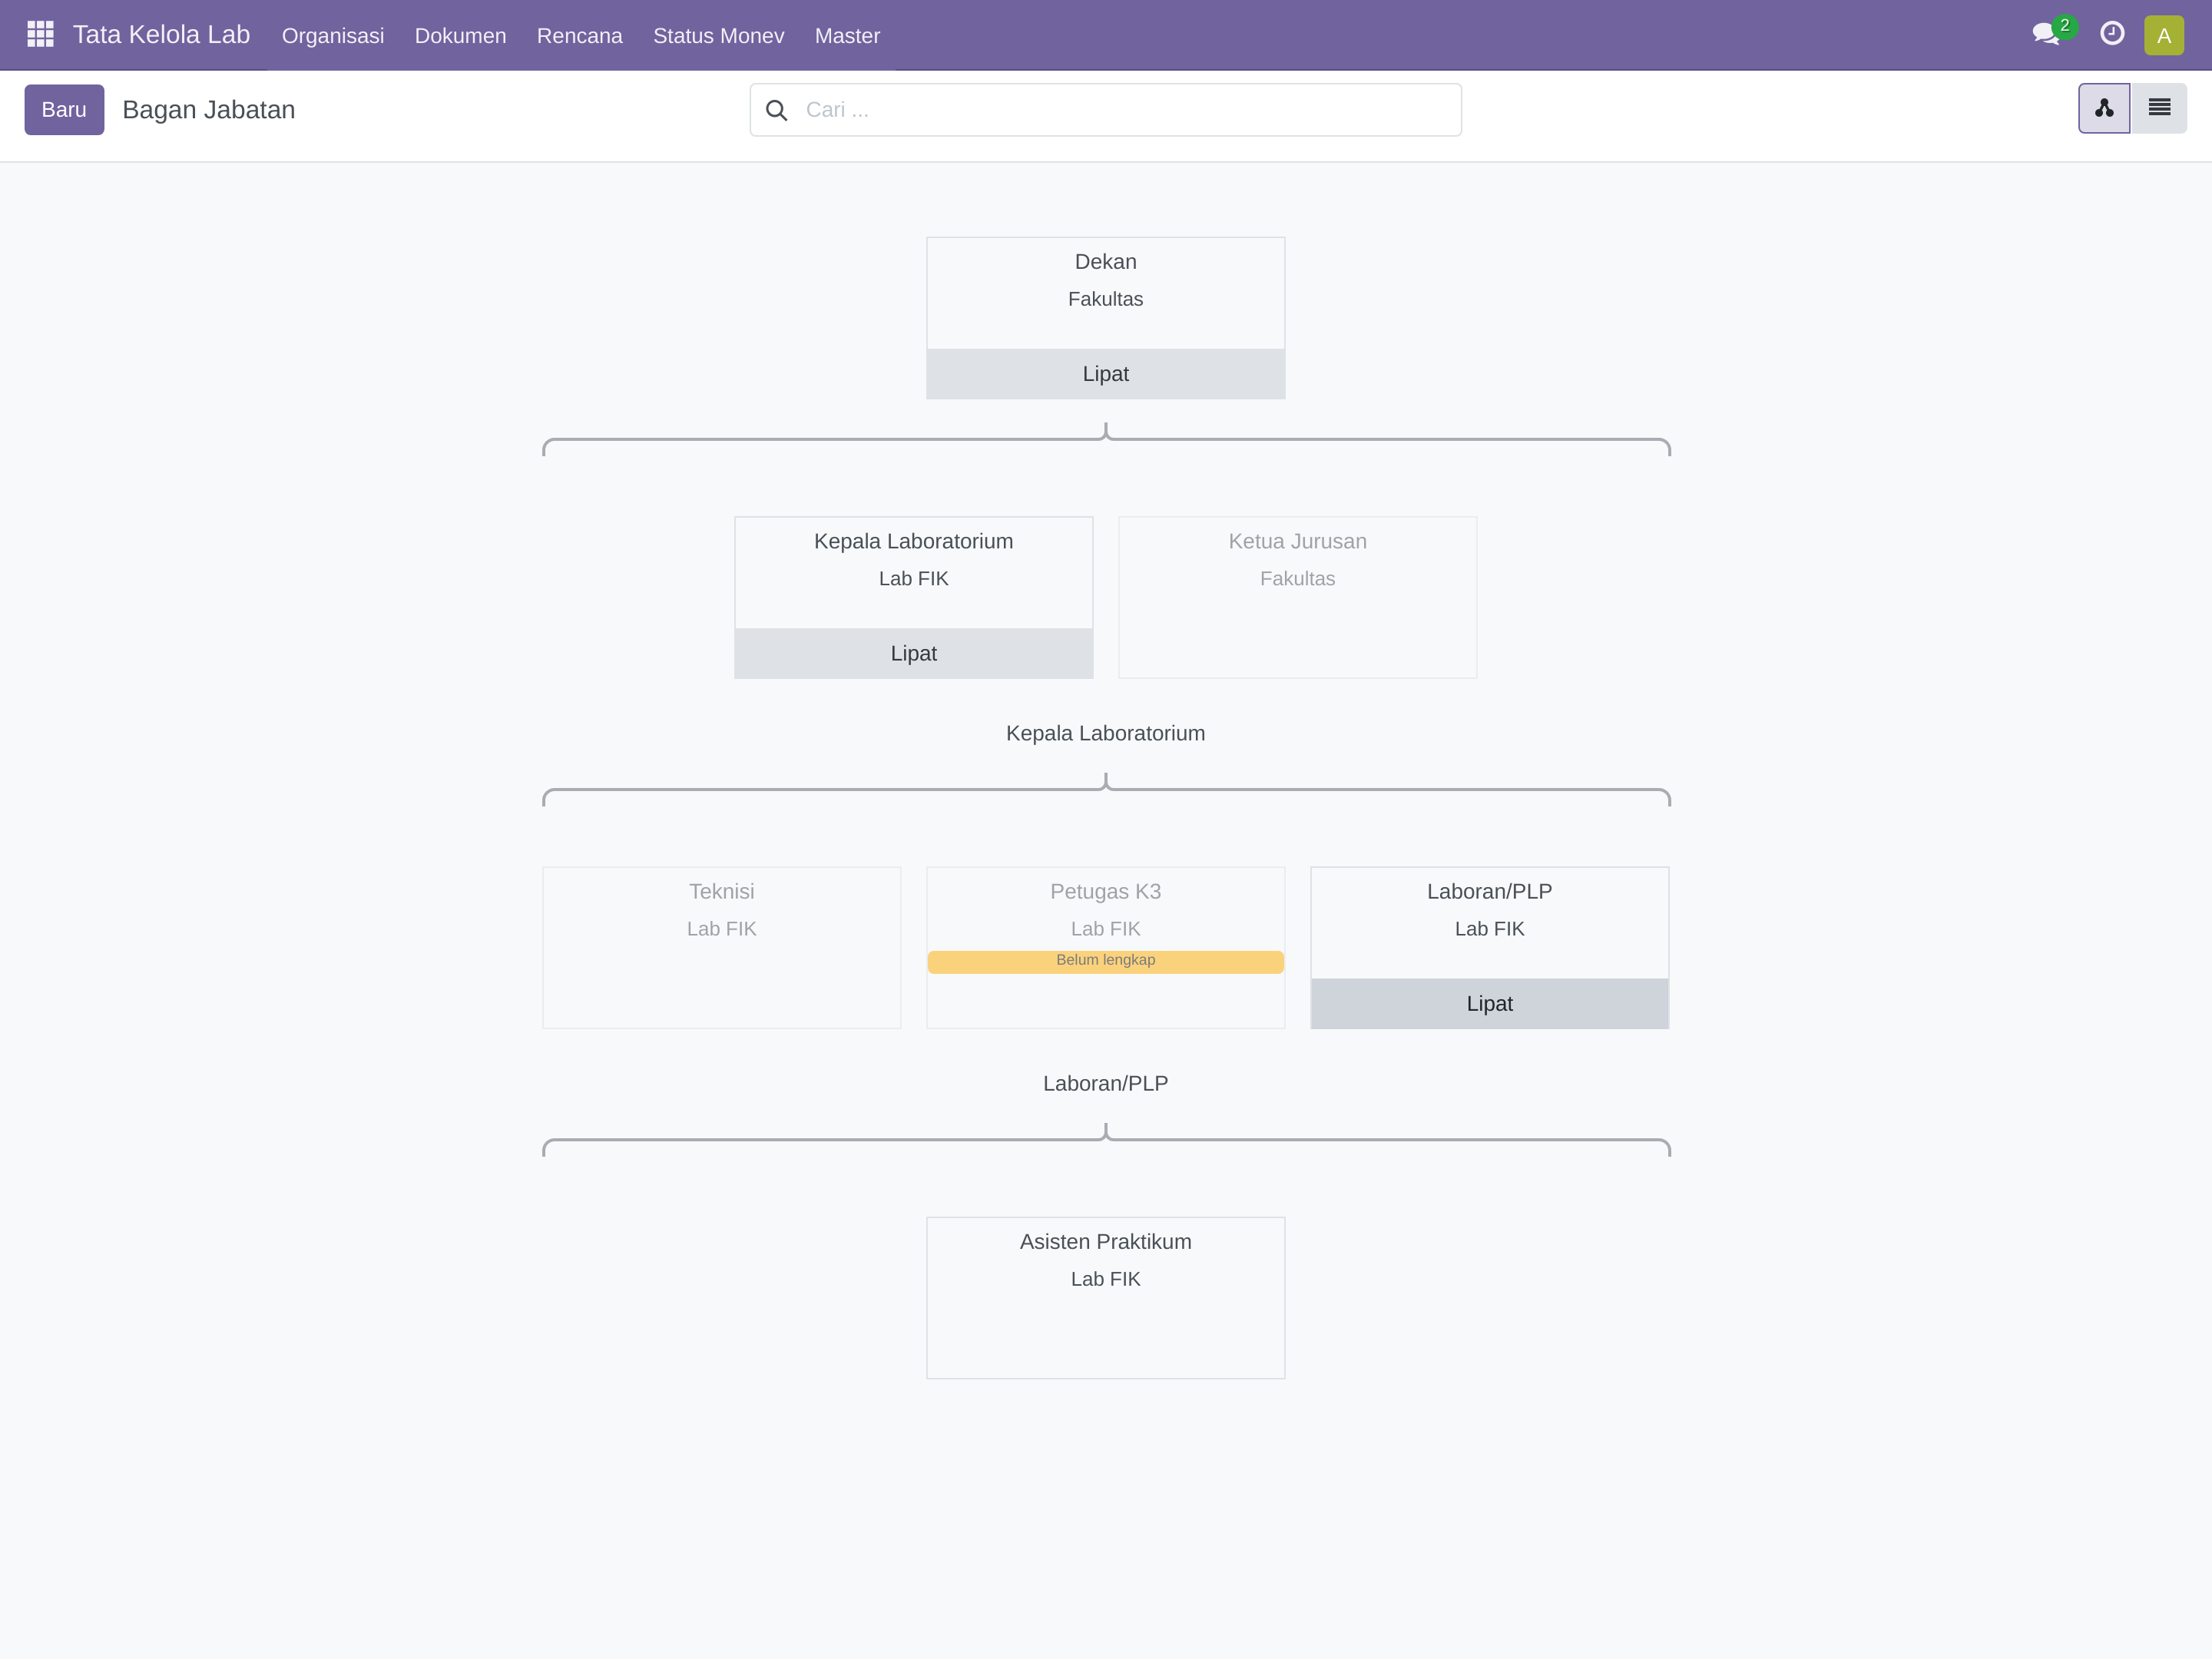 Tata Kelola Lab Organisasi Dokumen Rencana Status Monev Master 2 A
Baru Bagan Jabatan Cari ...
Dekan
Fakultas
Lipat
Kepala Laboratorium
Lab FIK
Lipat
Ketua Jurusan
Fakultas
Kepala Laboratorium
Teknisi
Lab FIK
Petugas K3
Lab FIK
Belum lengkap
Laboran/PLP
Lab FIK
Lipat
Laboran/PLP
Asisten Praktikum
Lab FIK